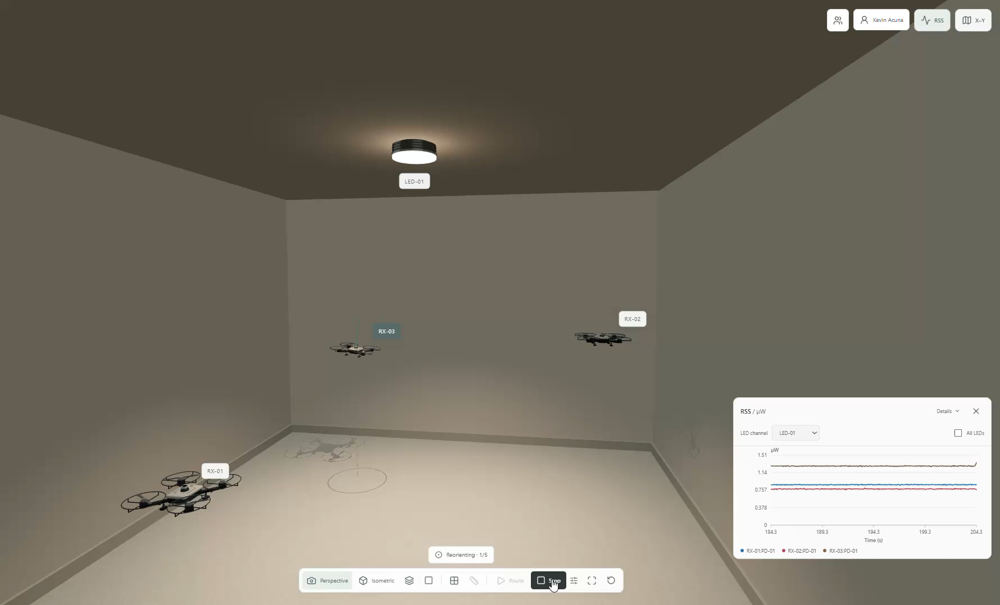 Kevin Acuna
RSS
X-Y
LED-01
RX-02
RX-03
RX-01
RSS / µW
Details
LED channel
LED-01
All LEDs
µW
1.51
1.14
0.757
0.378
0
184.3
189.3
194.3
199.3
204.3
Time (s)
RX-01:PD-01
RX-02:PD-01
RX-03:PD-01
Reorienting · 1/5
Perspective
Isometric
Route
Stop